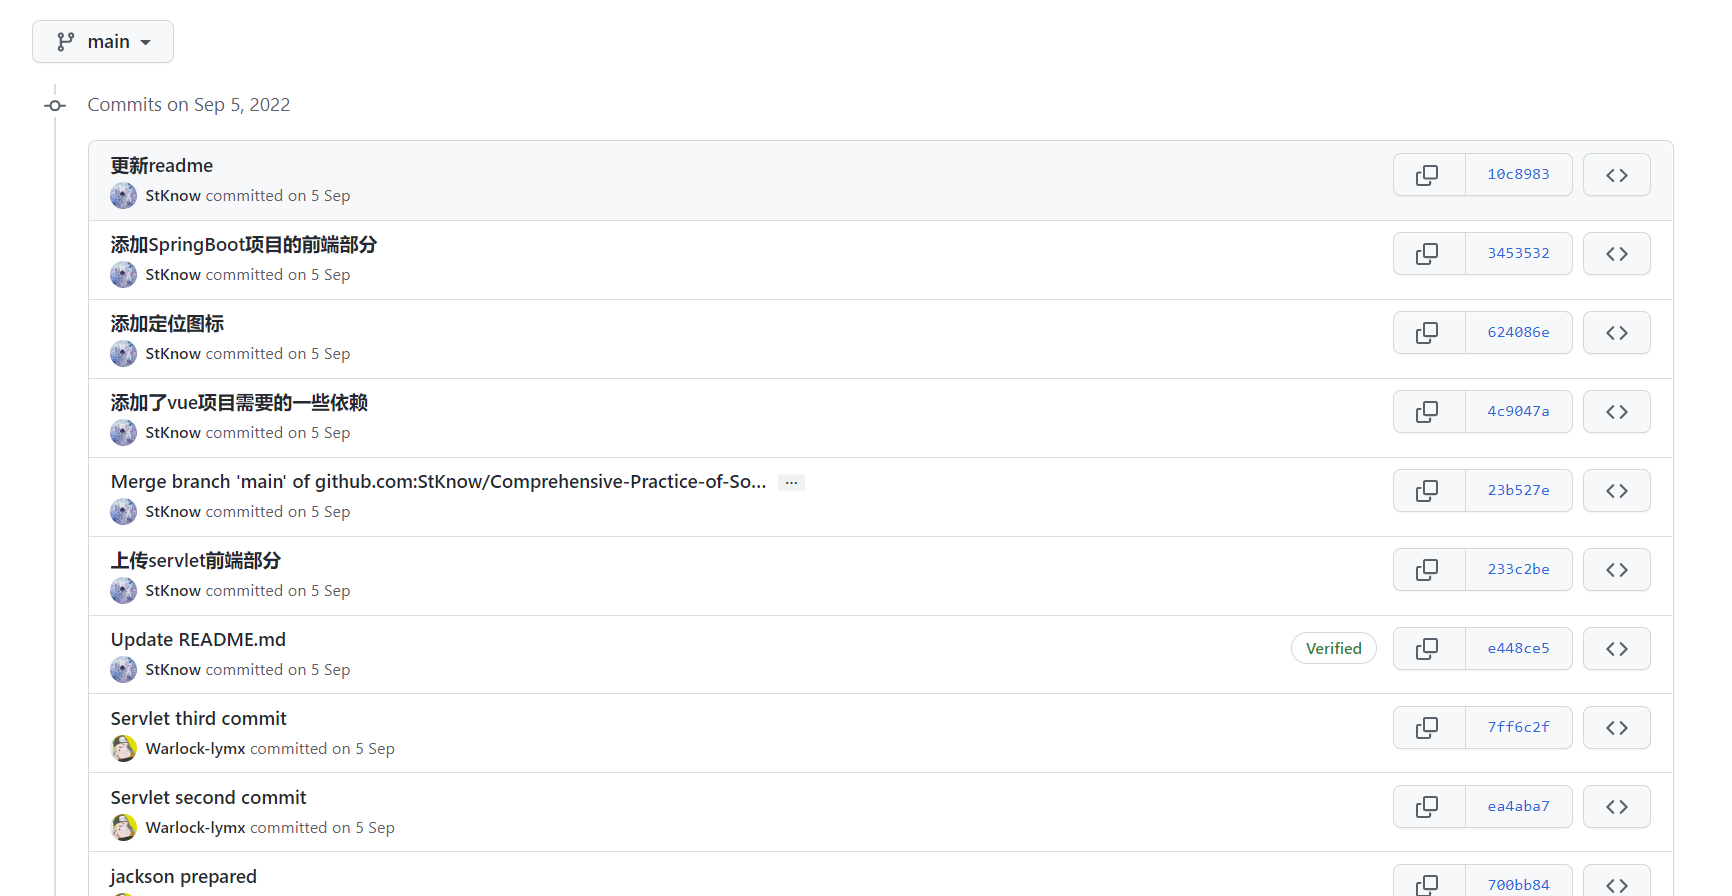 main
Commits on Sep 5, 2022
更新readme
StKnow committed on 5 Sep
10c8983
添加SpringBoot项目的前端部分
StKnow committed on 5 Sep
3453532
添加定位图标
StKnow committed on 5 Sep
624086e
添加了vue项目需要的一些依赖
StKnow committed on 5 Sep
4c9047a
Merge branch 'main' of github.com:StKnow/Comprehensive-Practice-of-So... ...
StKnow committed on 5 Sep
23b527e
上传servlet前端部分
StKnow committed on 5 Sep
233c2be
Update README.md
StKnow committed on 5 Sep
Verified
e448ce5
Servlet third commit
Warlock-lymx committed on 5 Sep
7ff6c2f
Servlet second commit
Warlock-lymx committed on 5 Sep
ea4aba7
jackson prepared
700bb84